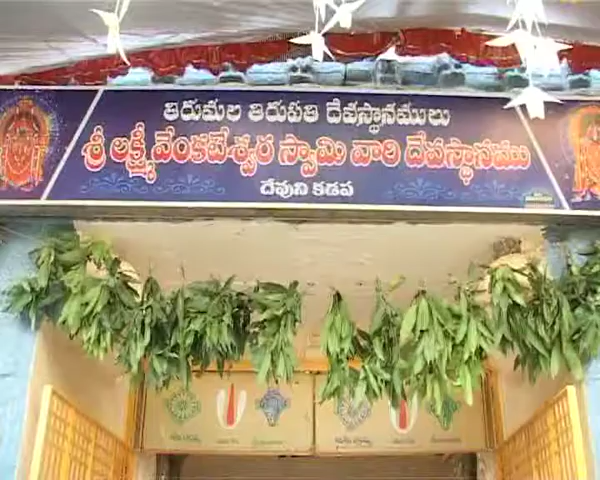 తిరుమల తిరుపతి దేవస్థానములు
శ్రీ లక్ష్మీవేంకటేశ్వర స్వామి వారి దేవస్థానము
దేవుని కడప